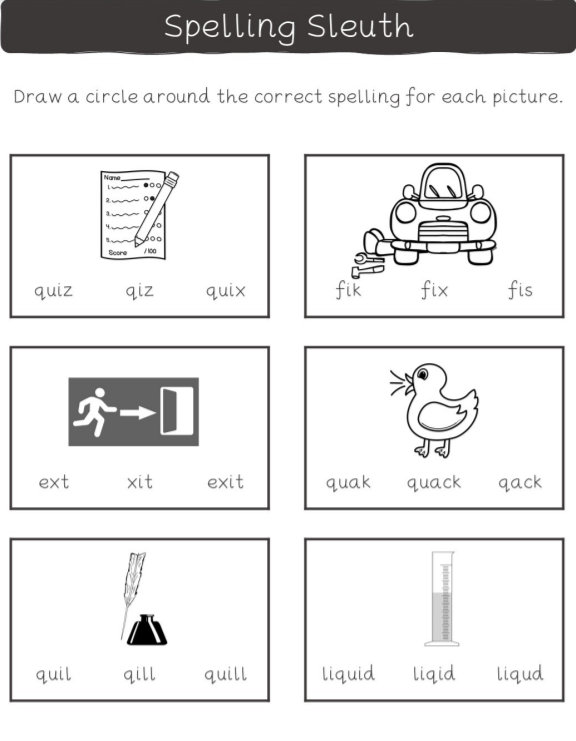 Spelling Sleuth
Draw a circle around the correct spelling for each picture.
Name
1.
2.
3.
4.
5.
Score /100
quiz qiz quix
fik fix fis
ext xit exit
quak quack qack
quil qill quill
liquid liqid liqud